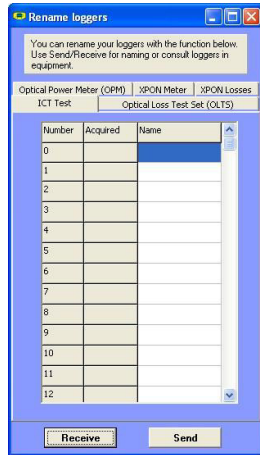 Rename loggers
You can rename your loggers with the function below.
Use Send/Receive for naming or consult loggers in
equipment.
Optical Power Meter (OPM) XPON Meter XPON Losses
ICT Test Optical Loss Test Set (OLTS)
Number Acquired Name
0
1
2
3
4
5
6
7
8
9
10
11
12
Receive Send